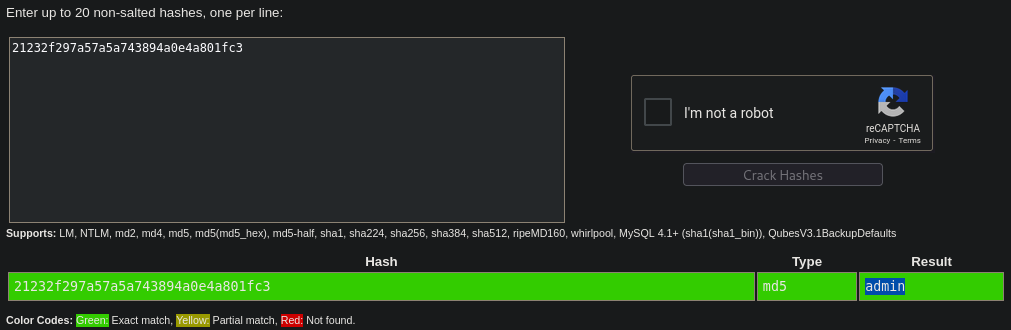 Enter up to 20 non-salted hashes, one per line:
21232f297a57a5a743894a0e4a801fc3
I'm not a robot
reCAPTCHA
Privacy - Terms
Crack Hashes
Supports: LM, NTLM, md2, md4, md5, md5(md5_hex), md5-half, sha1, sha224, sha256, sha384, sha512, ripeMD160, whirlpool, MySQL 4.1+ (sha1(sha1_bin)), QubesV3.1BackupDefaults
Hash Type Result
21232f297a57a5a743894a0e4a801fc3 md5 admin
Color Codes: Green: Exact match, Yellow: Partial match, Red: Not found.